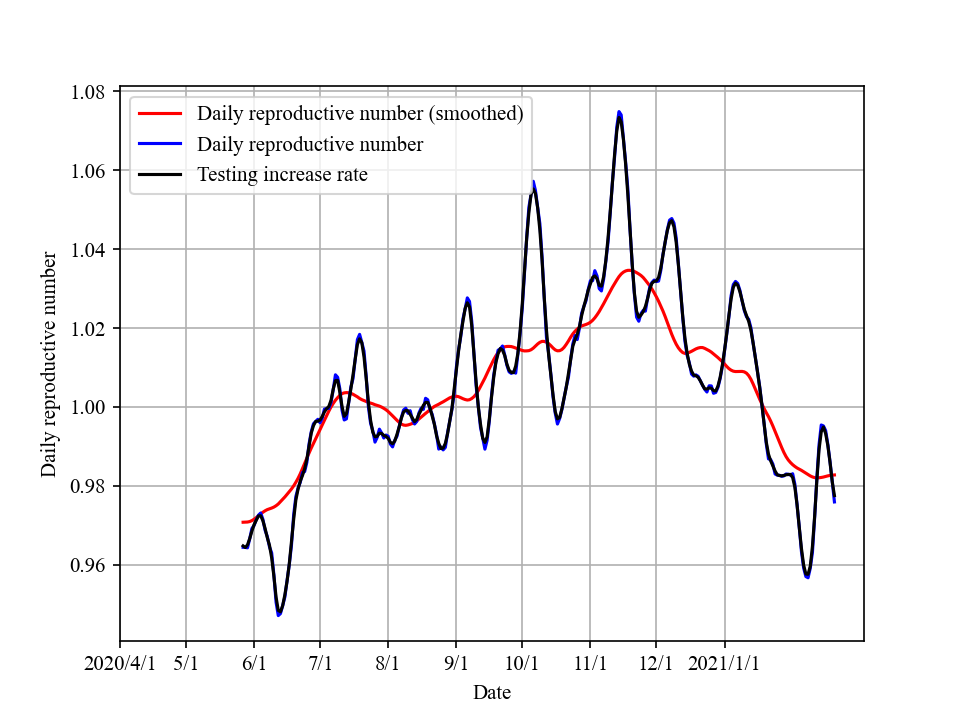 Daily reproductive number (smoothed)
Daily reproductive number
Testing increase rate
1.08
1.06
1.04
1.02
1.00
0.98
0.96
Daily reproductive number
2020/4/1 5/1 6/1 7/1 8/1 9/1 10/1 11/1 12/1 2021/1/1
Date